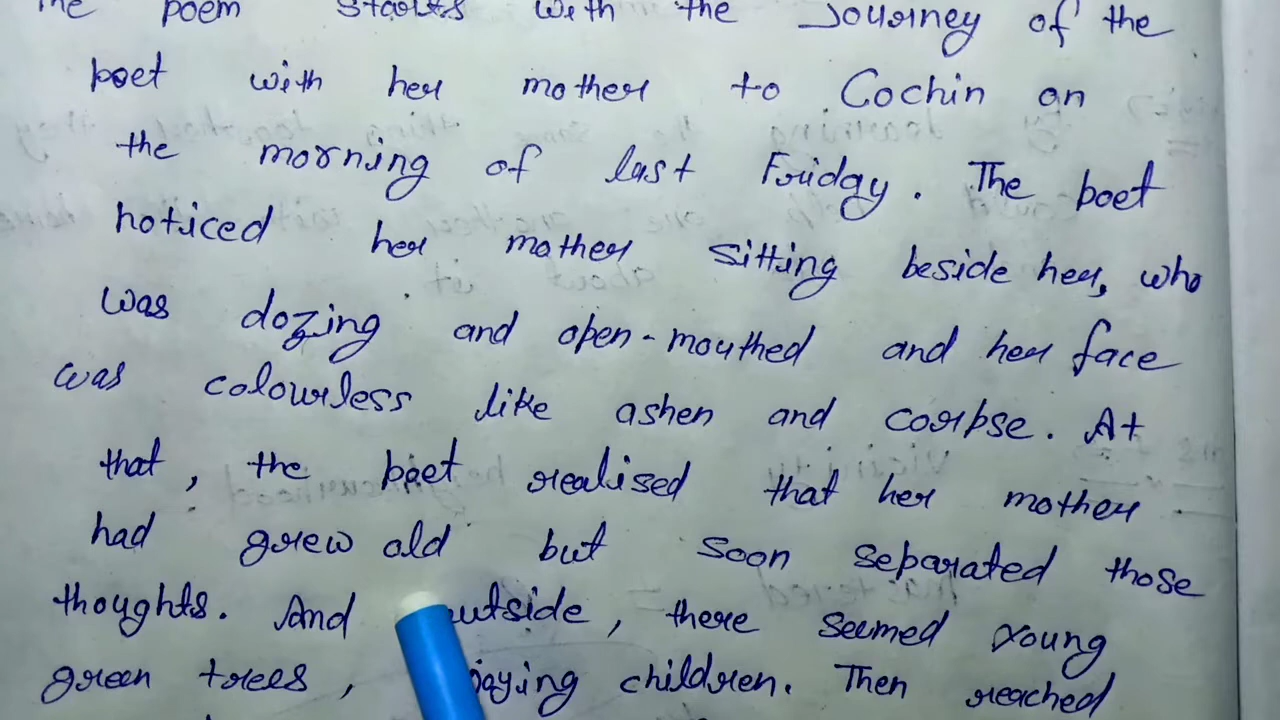 The poem starts with the Journey of the
poet with her mother to Cochin on
the morning of last Friday. The poet
noticed her mother sitting beside her, who
was dozing and open-mouthed and her face
was colourless like ashen and corpse. At
that, the poet realised that her mother
had grew old but soon separated those
thoughts. And outside, there seemed young
green trees, children. Then reached